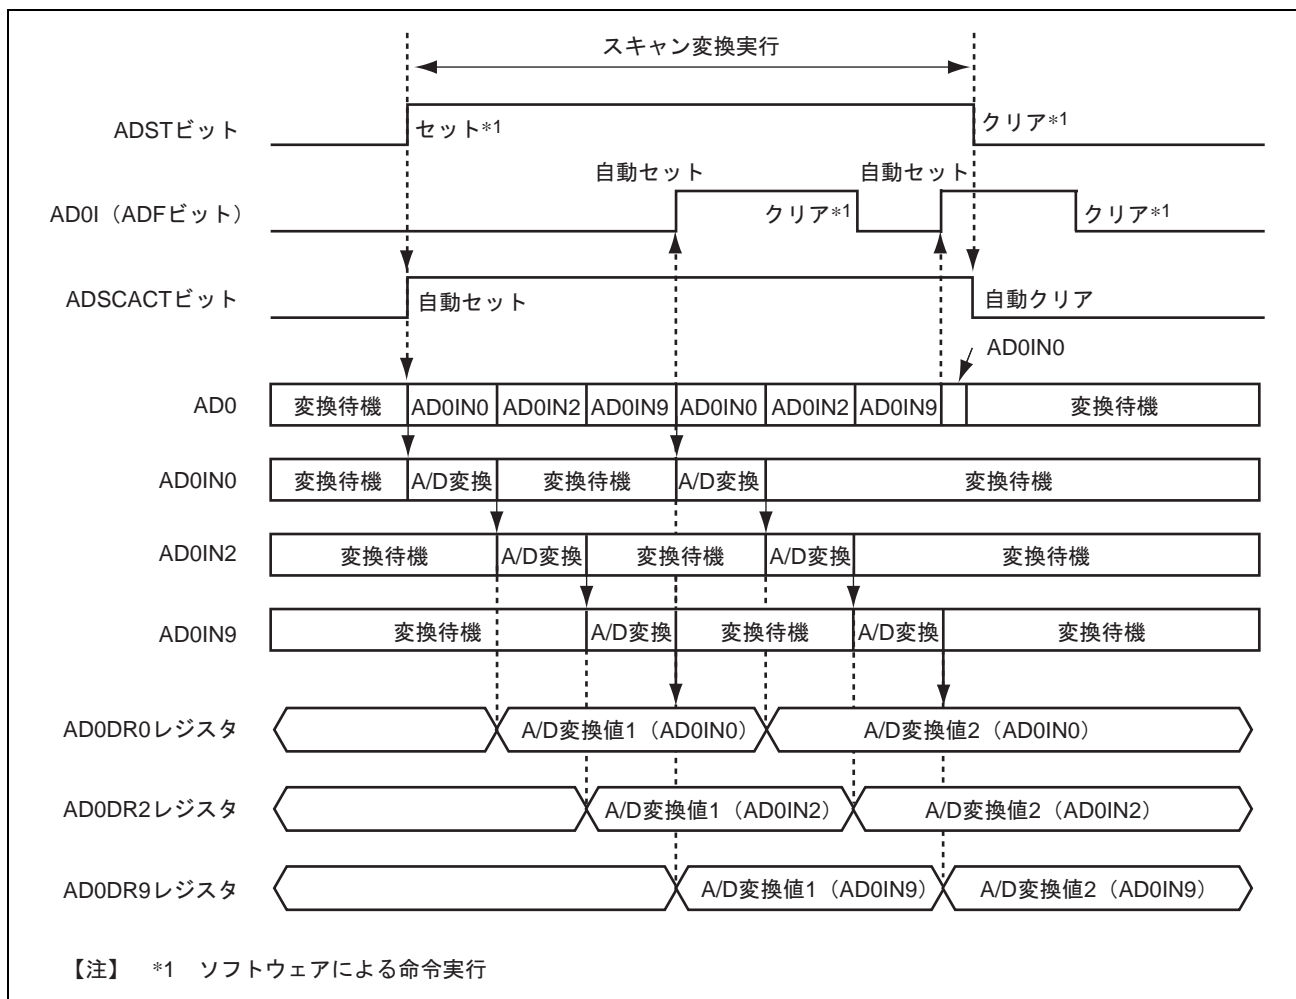 スキャン変換実行
ADSTビット
セット*1
クリア*1
自動セット
自動セット
AD0I（ADFビット）
クリア*1
クリア*1
ADSCACTビット
自動セット
自動クリア
AD0IN0
AD0
変換待機
AD0IN0
AD0IN2
AD0IN9
AD0IN0
AD0IN2
AD0IN9
変換待機
AD0IN0
変換待機
A/D変換
変換待機
A/D変換
変換待機
AD0IN2
変換待機
A/D変換
変換待機
A/D変換
変換待機
AD0IN9
変換待機
A/D変換
変換待機
A/D変換
変換待機
AD0DR0レジスタ
A/D変換値1（AD0IN0）
A/D変換値2（AD0IN0）
AD0DR2レジスタ
A/D変換値1（AD0IN2）
A/D変換値2（AD0IN2）
AD0DR9レジスタ
A/D変換値1（AD0IN9）
A/D変換値2（AD0IN9）
【注】 *1 ソフトウェアによる命令実行